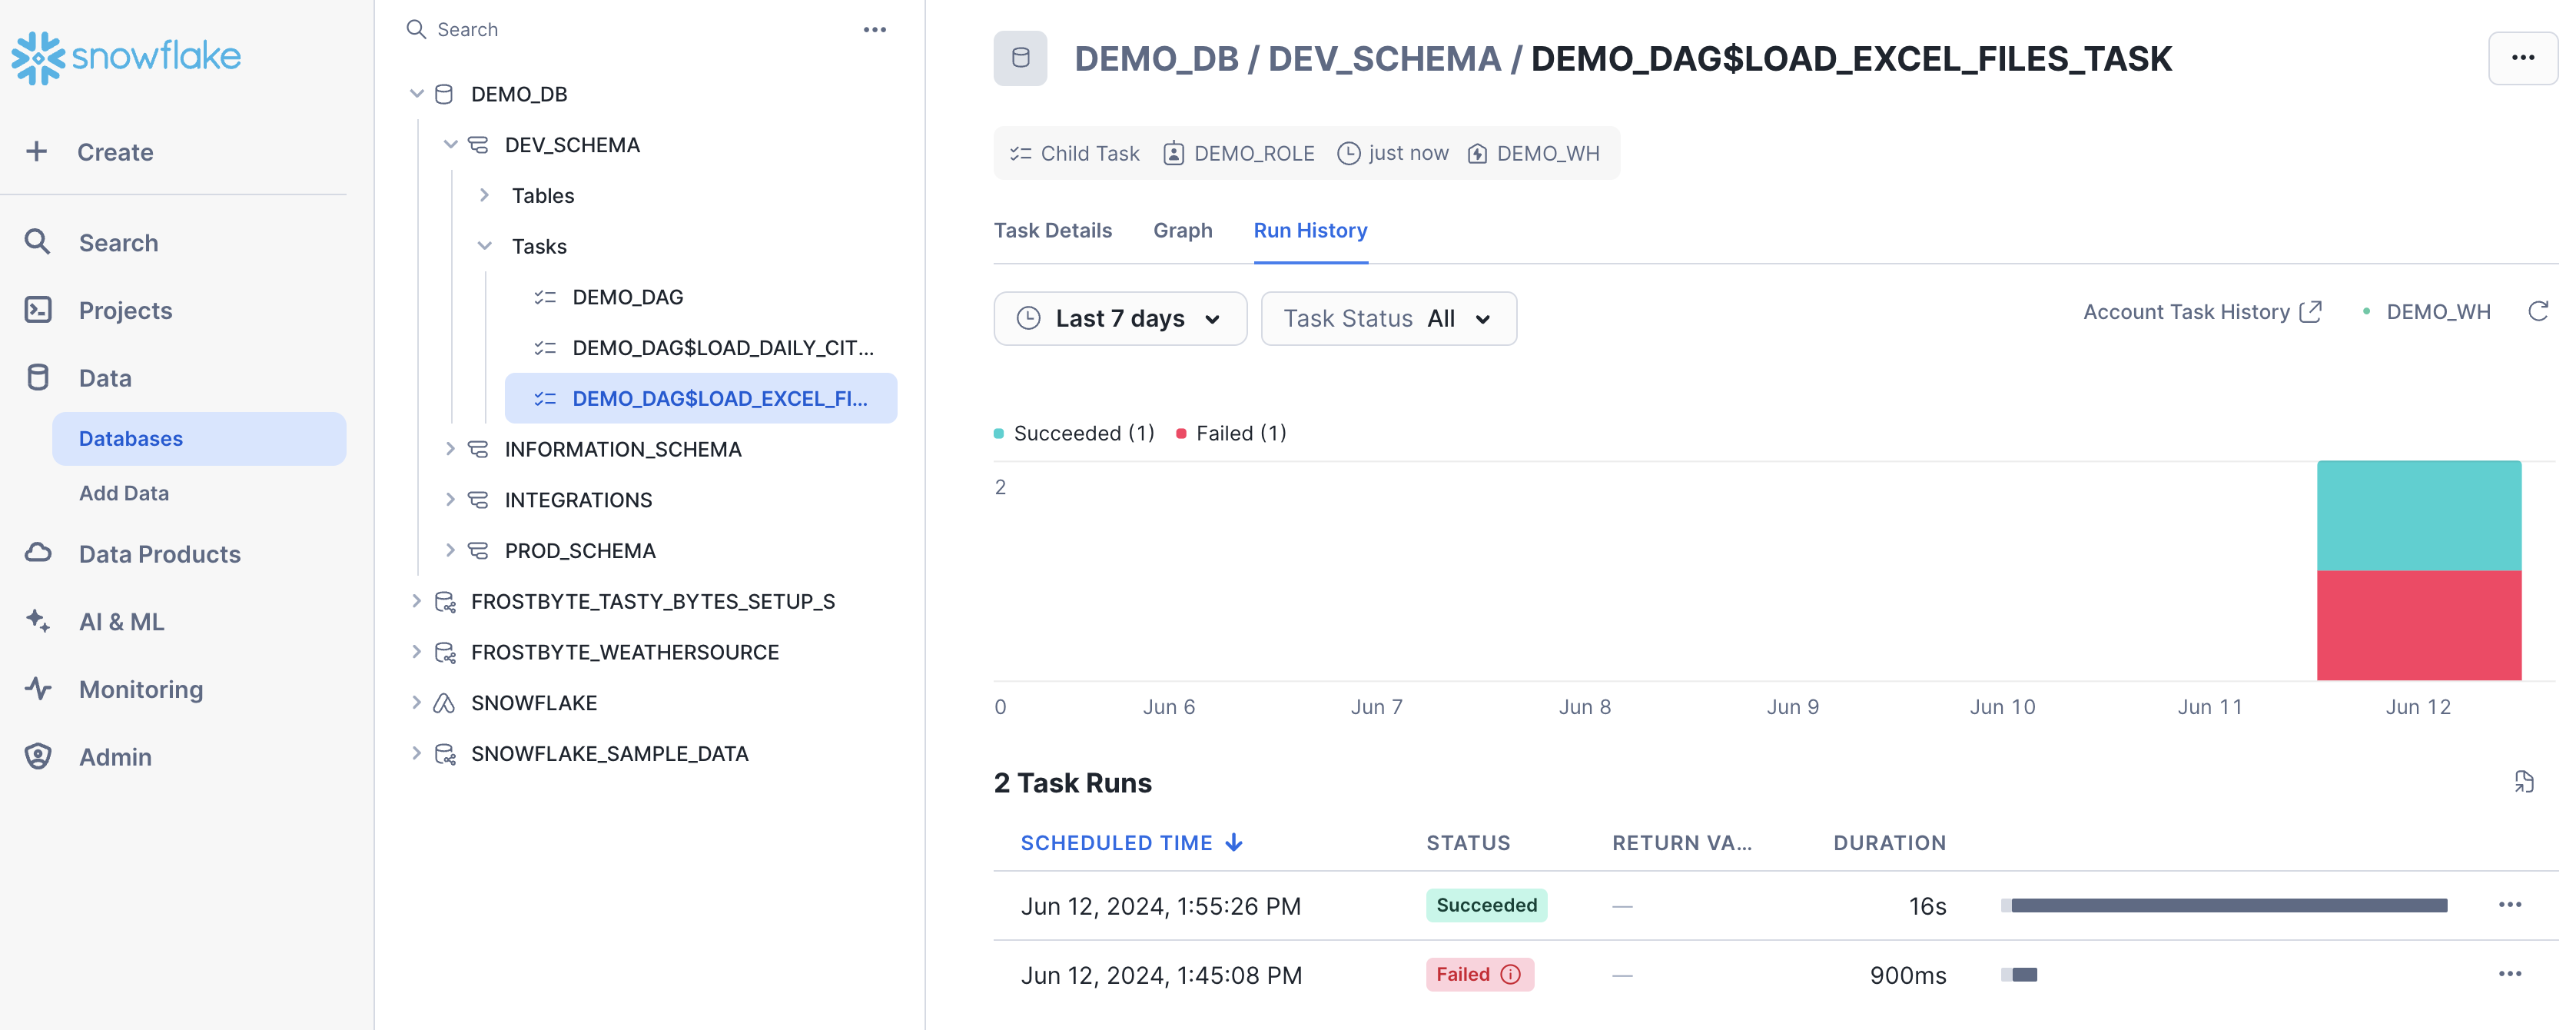 snowflake
Create
Search
Projects
Data
Databases
Add Data
Data Products
AI & ML
Monitoring
Admin
Search
DEMO_DB
DEV_SCHEMA
Tables
Tasks
DEMO_DAG
DEMO_DAG$LOAD_DAILY_CIT...
DEMO_DAG$LOAD_EXCEL_FI...
INFORMATION_SCHEMA
INTEGRATIONS
PROD_SCHEMA
FROSTBYTE_TASTY_BYTES_SETUP_S
FROSTBYTE_WEATHERSOURCE
SNOWFLAKE
SNOWFLAKE_SAMPLE_DATA
DEMO_DB / DEV_SCHEMA / DEMO_DAG$LOAD_EXCEL_FILES_TASK
Child Task DEMO_ROLE just now DEMO_WH
Task Details Graph Run History
Last 7 days Task Status All Account Task History DEMO_WH
Succeeded (1) Failed (1)
2
0 Jun 6 Jun 7 Jun 8 Jun 9 Jun 10 Jun 11 Jun 12
2 Task Runs
SCHEDULED TIME STATUS RETURN VA... DURATION
Jun 12, 2024, 1:55:26 PM Succeeded — 16s
Jun 12, 2024, 1:45:08 PM Failed — 900ms